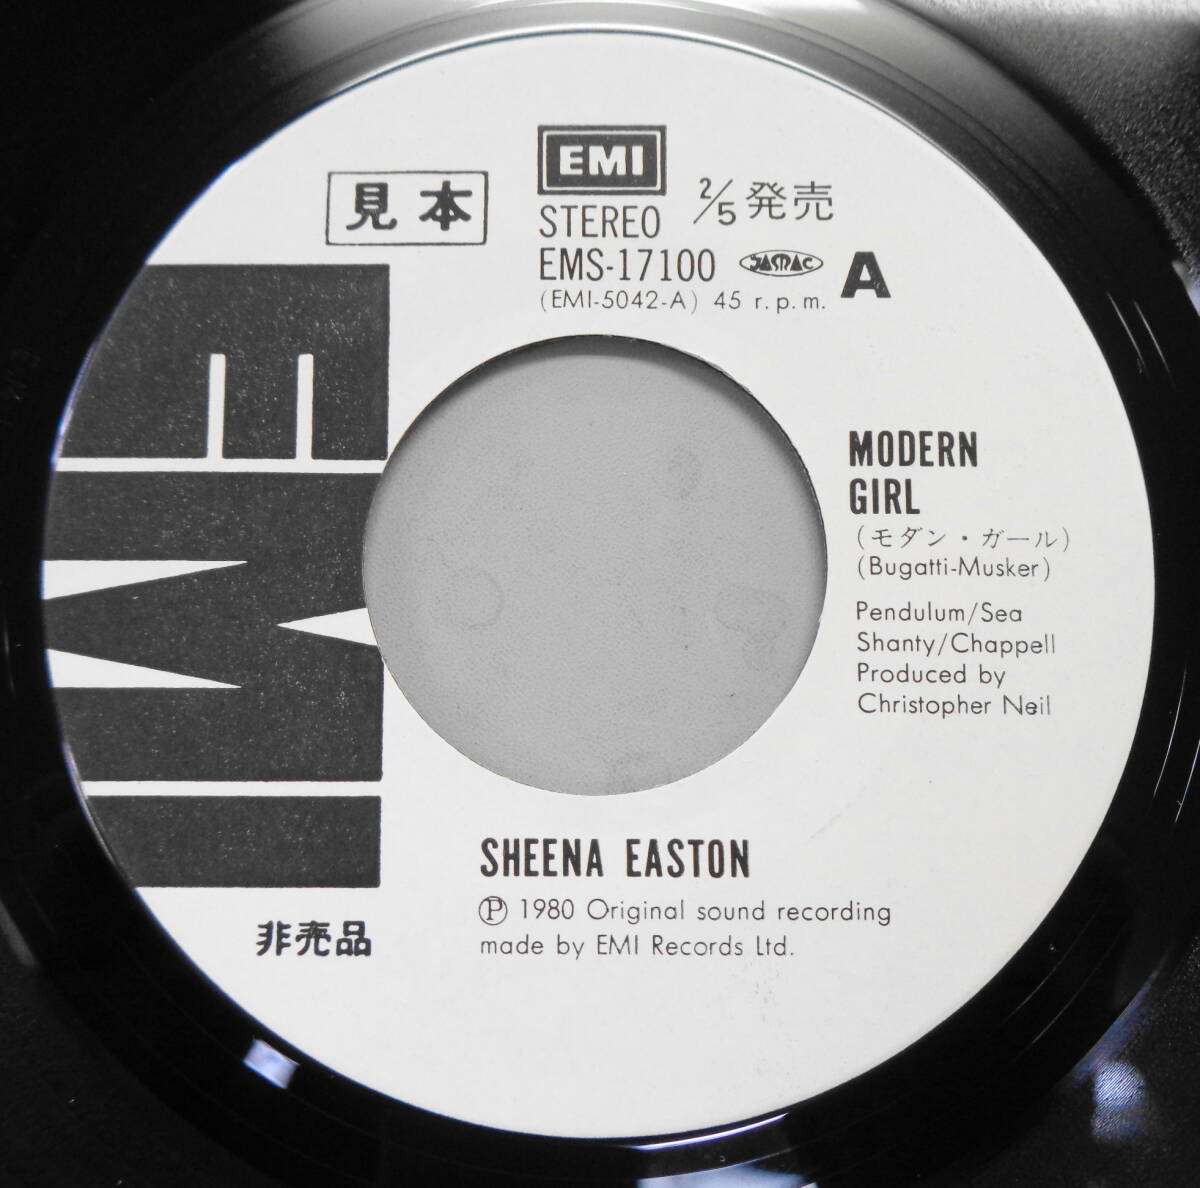 EMI
見本
STEREO 2/5発売
EMS-17100 JASRAC A
(EMI-5042-A) 45 r.p.m.
EMI
MODERN
GIRL
(モダン・ガール)
(Bugatti-Musker)
Pendulum/Sea
Shanty/Chappell
Produced by
Christopher Neil
SHEENA EASTON
Ⓟ 1980 Original sound recording
made by EMI Records Ltd.
非売品